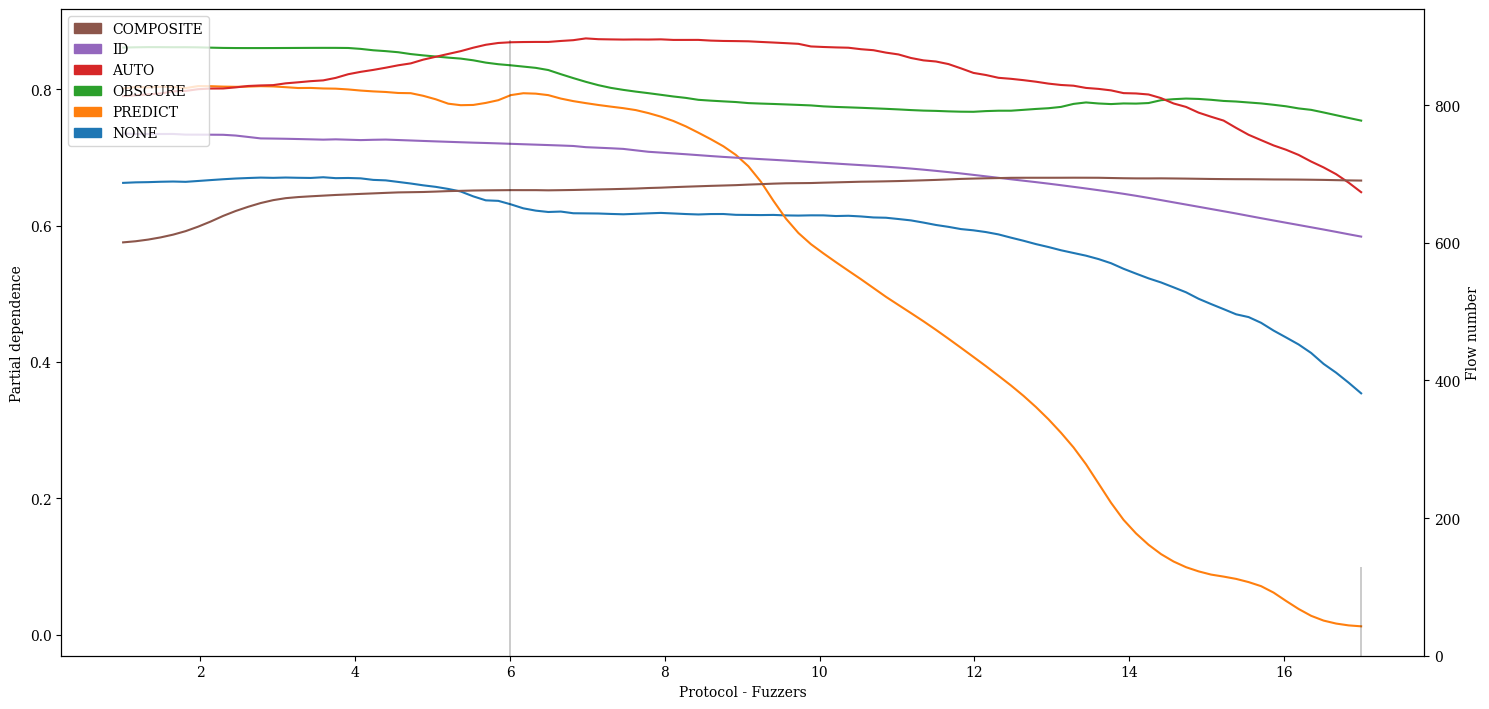 COMPOSITE
ID
AUTO
OBSCURE
PREDICT
NONE
0.8
0.6
0.4
0.2
0.0
Partial dependence
800
600
400
200
0
Flow number
2 4 6 8 10 12 14 16
Protocol - Fuzzers